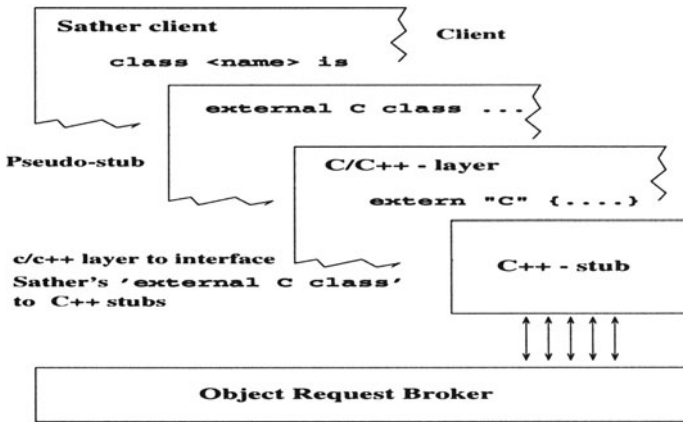 Sather client
Client
class <name> is
external C class ...
Pseudo-stub
C/C++ - layer
extern "C" {....}
c/c++ layer to interface
Sather's 'external C class'
to C++ stubs
C++ - stub
Object Request Broker